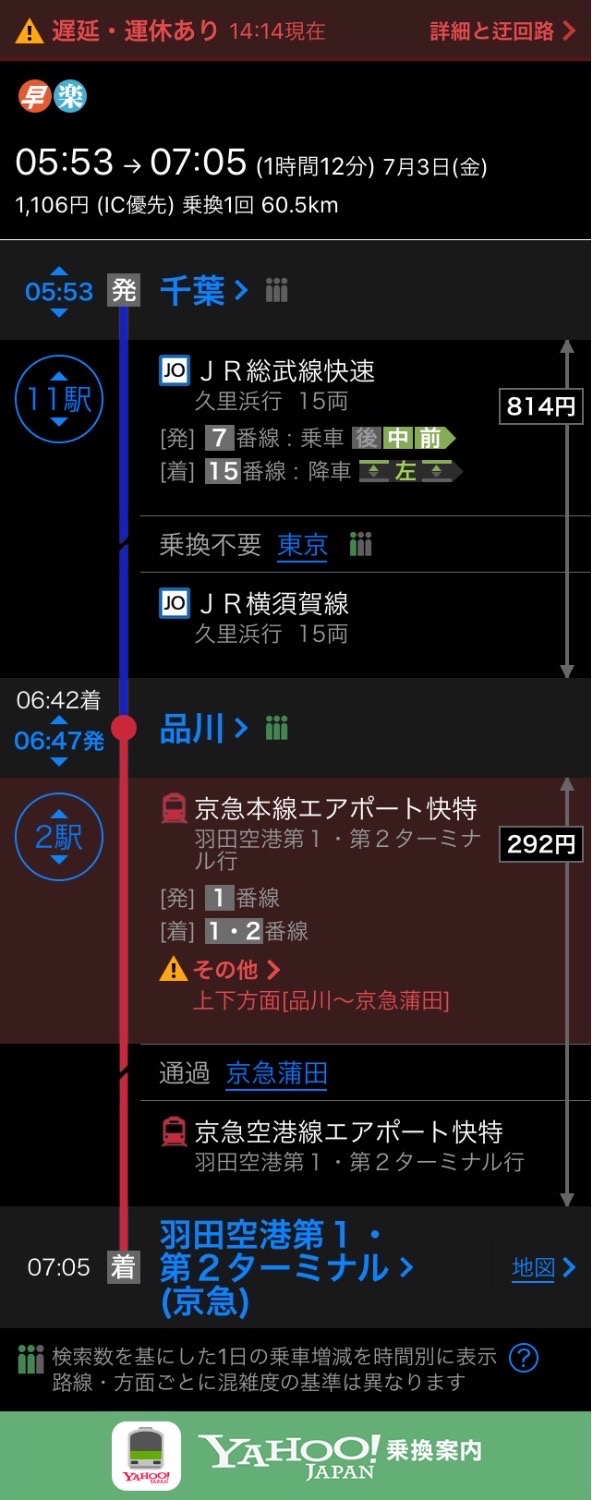 遅延・運休あり 14:14現在 詳細と迂回路
早 楽
05:53 → 07:05 (1時間12分) 7月3日(金)
1,106円 (IC優先) 乗換1回 60.5km
05:53 発 千葉
11駅
JO ＪＲ総武線快速
久里浜行 15両
814円
[発] 7番線：乗車 後 中 前
[着] 15番線：降車 左
乗換不要 東京
JO ＪＲ横須賀線
久里浜行 15両
06:42着
06:47発
品川
2駅
京急本線エアポート快特
羽田空港第１・第２ターミナ
ル行
292円
[発] 1番線
[着] 1・2番線
その他
上下方面[品川〜京急蒲田]
通過 京急蒲田
京急空港線エアポート快特
羽田空港第１・第２ターミナル行
07:05 着
羽田空港第１・
第２ターミナル
(京急)
地図
検索数を基にした1日の乗車増減を時間別に表示 ?
路線・方面ごとに混雑度の基準は異なります
YAHOO! JAPAN
YAHOO! JAPAN 乗換案内